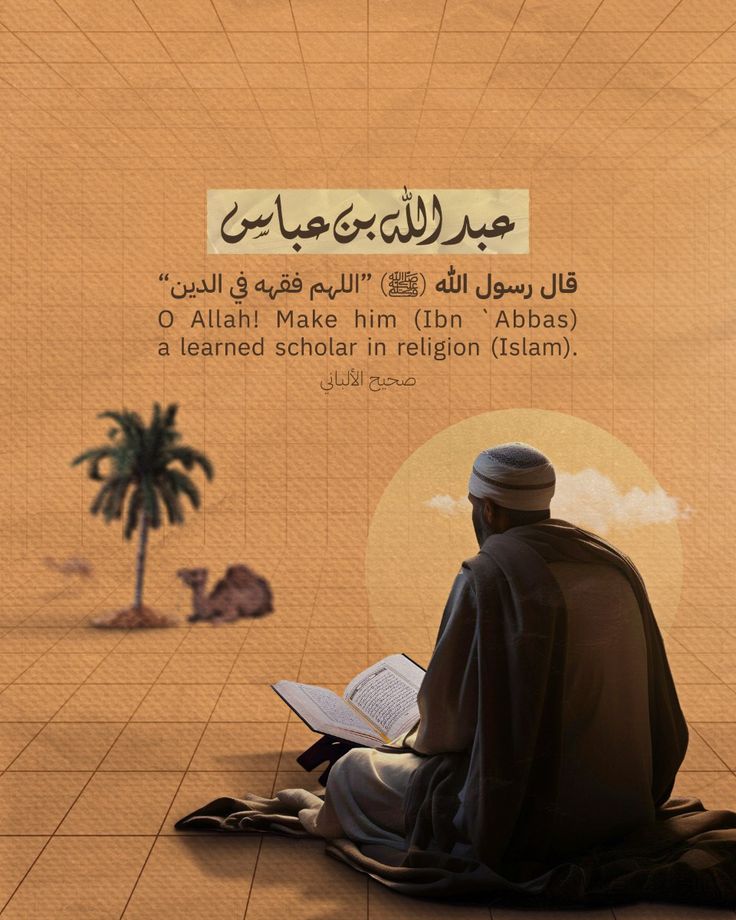 عبد الله بن عباس
قال رسول الله (ﷺ) ”اللهم فقهه في الدين“
O Allah! Make him (Ibn `Abbas)
a learned scholar in religion (Islam).
صحيح الألباني